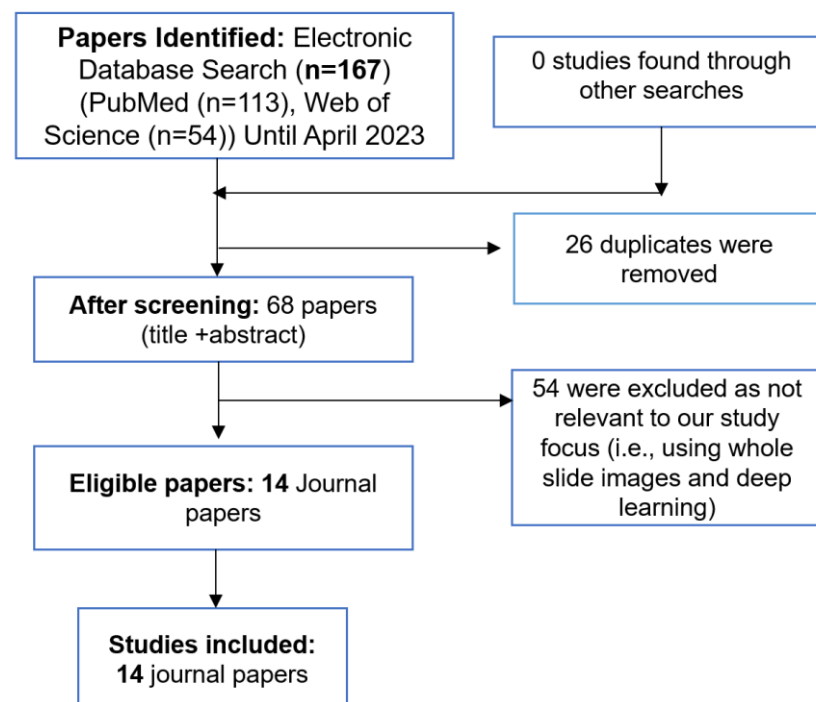 Papers Identified: Electronic
Database Search (n=167)
(PubMed (n=113), Web of
Science (n=54)) Until April 2023
0 studies found through
other searches
26 duplicates were
removed
After screening: 68 papers
(title +abstract)
54 were excluded as not
relevant to our study
focus (i.e., using whole
slide images and deep
learning)
Eligible papers: 14 Journal
papers
Studies included:
14 journal papers